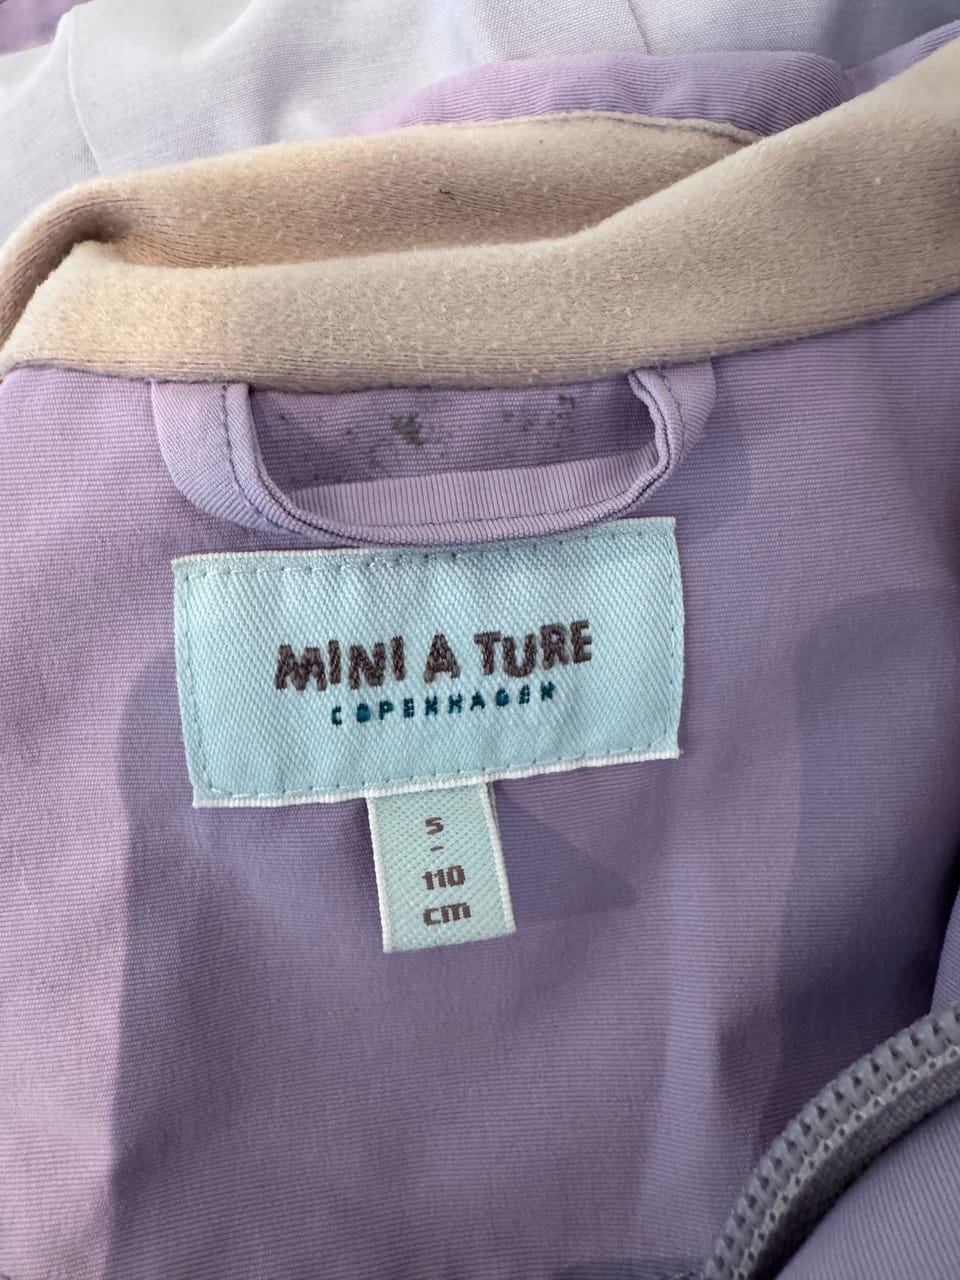 MINI A TURE
COPENHAGEN
5
-
110
cm